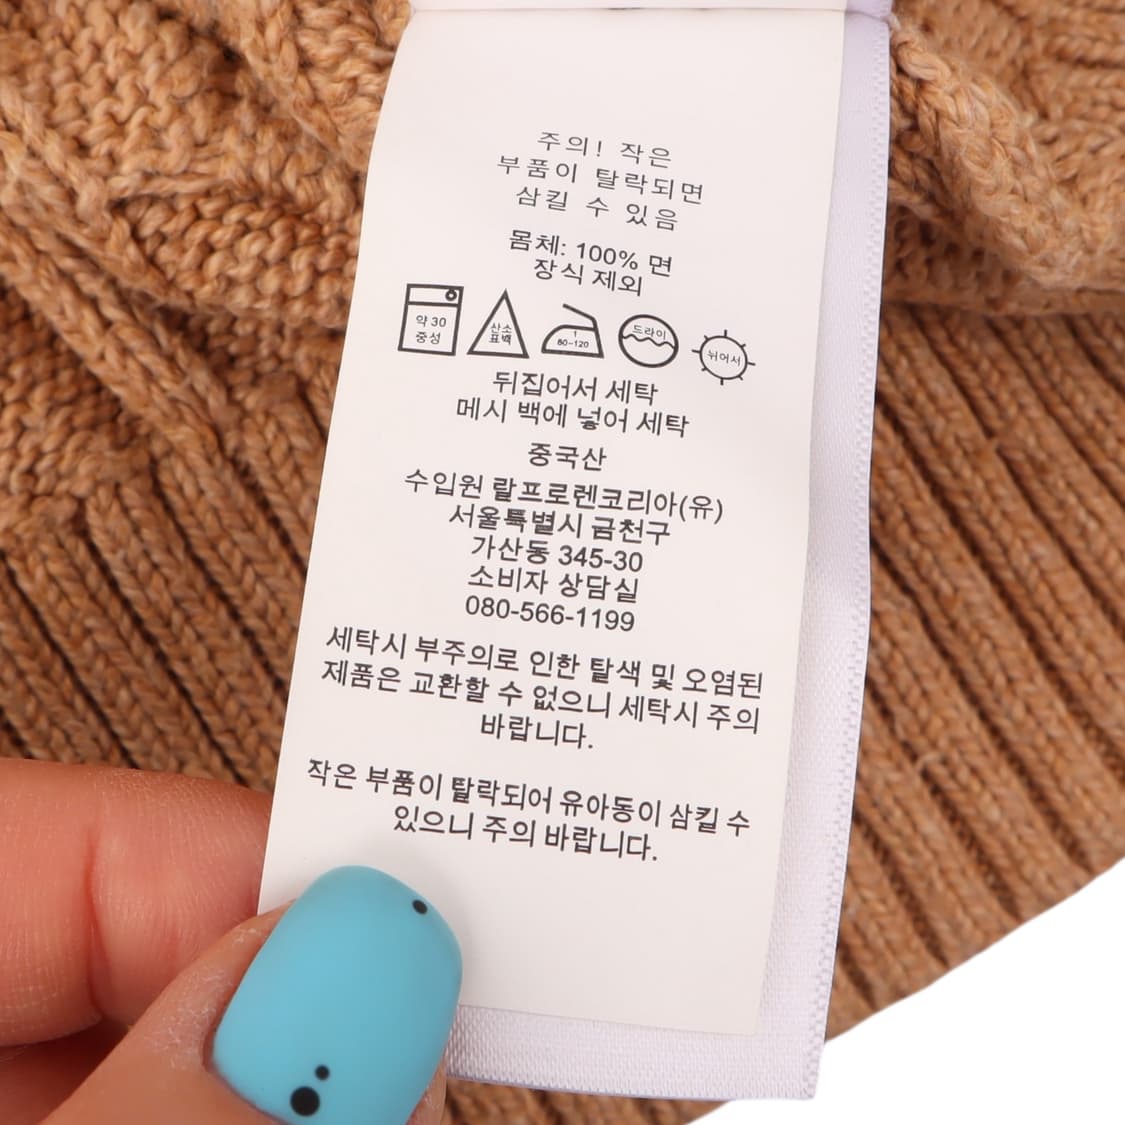 주의! 작은
부품이 탈락되면
삼킬 수 있음
몸체: 100% 면
장식 제외
약 30
중성
산소
표백
1
80-120
드라이
뉘어서
뒤집어서 세탁
메시 백에 넣어 세탁
중국산
수입원 랄프로렌코리아(유)
서울특별시 금천구
가산동 345-30
소비자 상담실
080-566-1199
세탁시 부주의로 인한 탈색 및 오염된
제품은 교환할 수 없으니 세탁시 주의
바랍니다.
작은 부품이 탈락되어 유아동이 삼킬 수
있으니 주의 바랍니다.